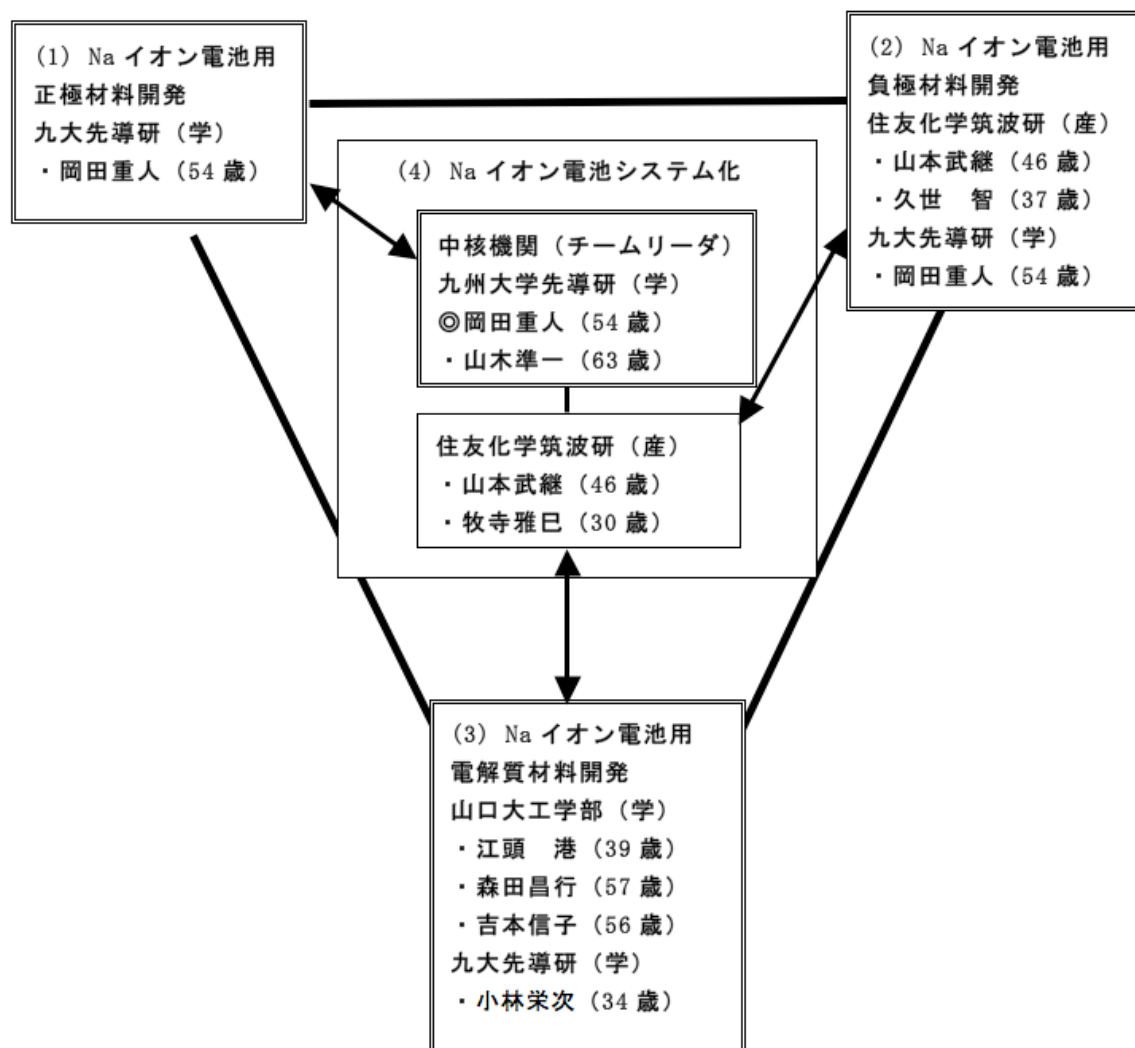 (1) Na イオン電池用
正極材料開発
九大先導研（学）
・岡田重人（54 歳）
(2) Na イオン電池用
負極材料開発
住友化学筑波研（産）
・山本武継（46 歳）
・久世　智（37 歳）
九大先導研（学）
・岡田重人（54 歳）
(4) Na イオン電池システム化
中核機関（チームリーダ）
九州大学先導研（学）
◎岡田重人（54 歳）
・山木準一（63 歳）
住友化学筑波研（産）
・山本武継（46 歳）
・牧寺雅巳（30 歳）
(3) Na イオン電池用
電解質材料開発
山口大工学部（学）
・江頭　港（39 歳）
・森田昌行（57 歳）
・吉本信子（56 歳）
九大先導研（学）
・小林栄次（34 歳）